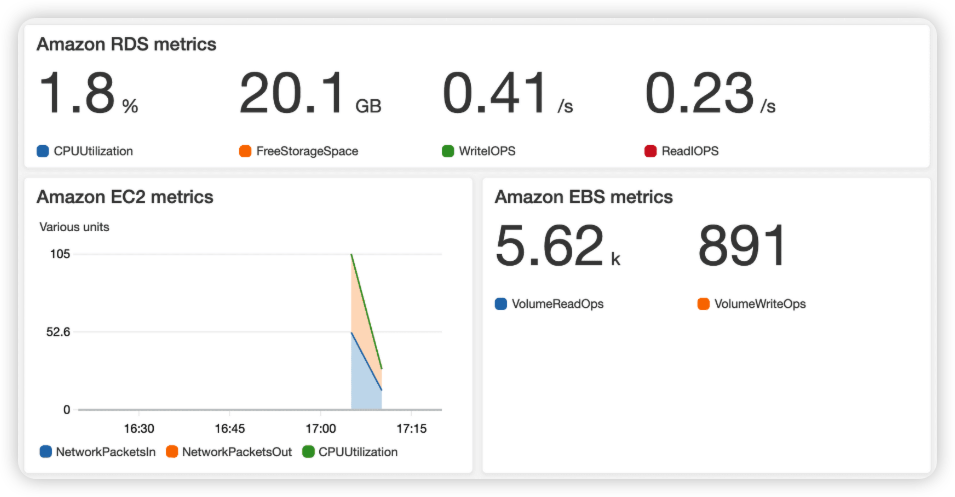 Amazon RDS metrics
1.8 % 20.1 GB 0.41 /s 0.23 /s
CPUUtilization FreeStorageSpace WriteIOPS ReadIOPS
Amazon EC2 metrics
Various units
105
52.6
0
16:30 16:45 17:00 17:15
NetworkPacketsIn NetworkPacketsOut CPUUtilization
Amazon EBS metrics
5.62 k 891
VolumeReadOps VolumeWriteOps